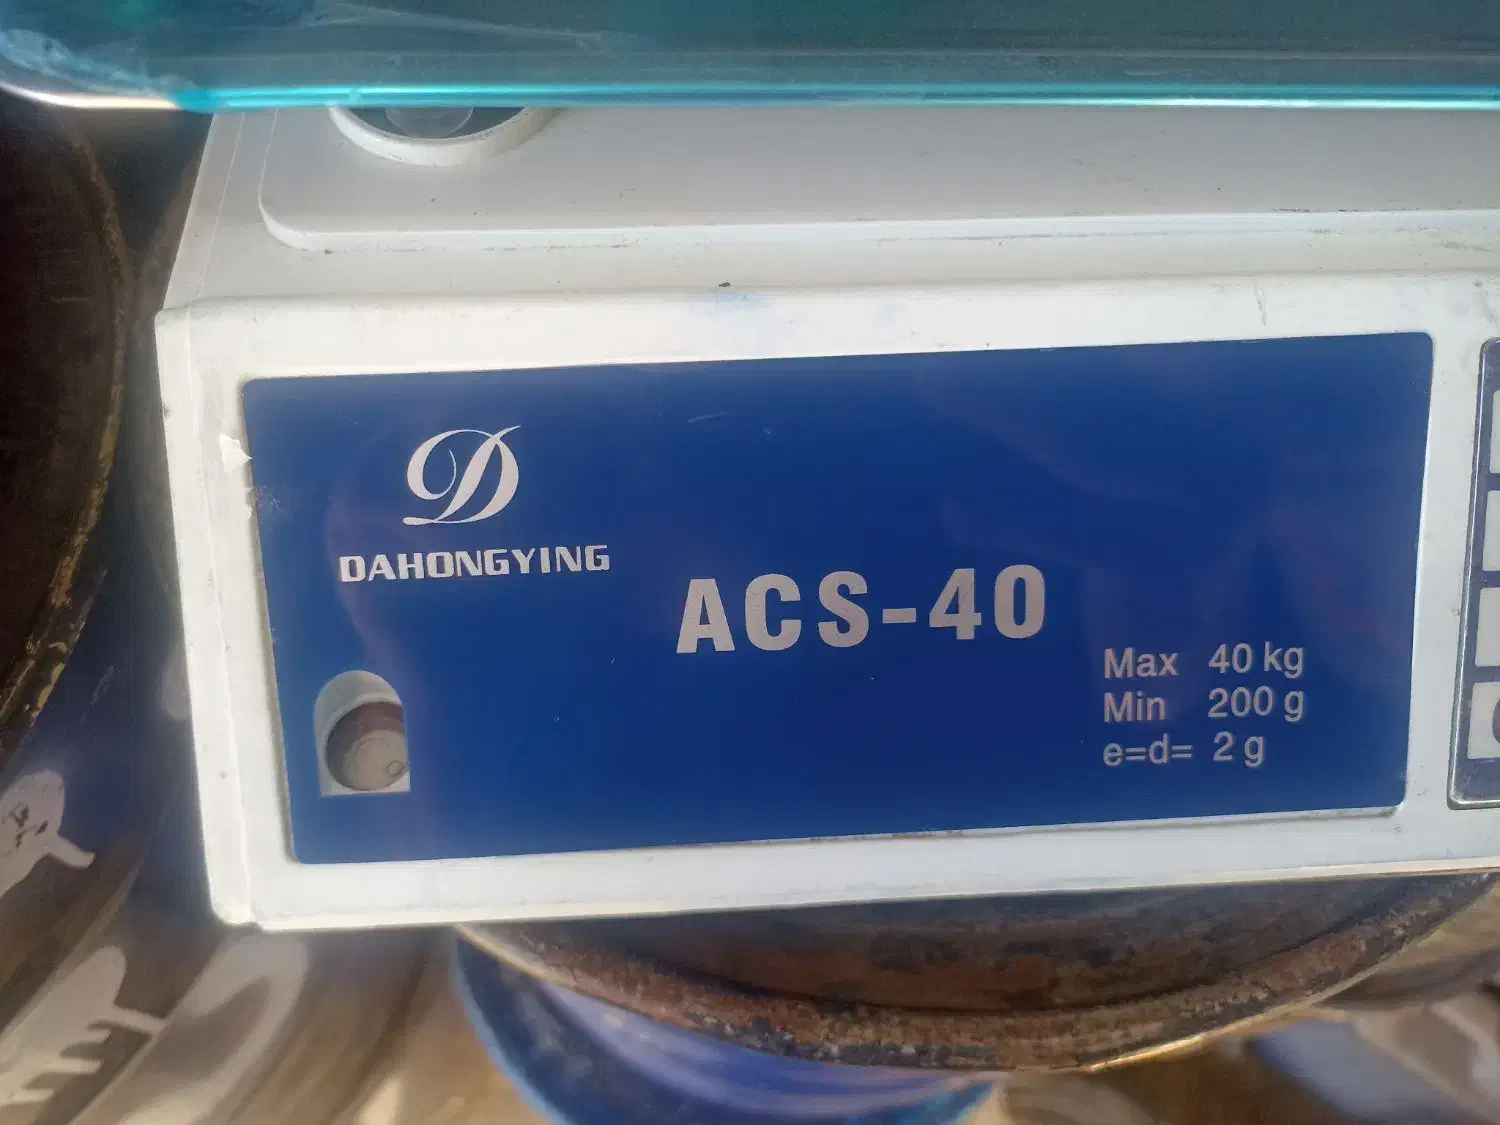 D
DAHONGYING
ACS-40
Max 40 kg
Min 200 g
e=d= 2 g